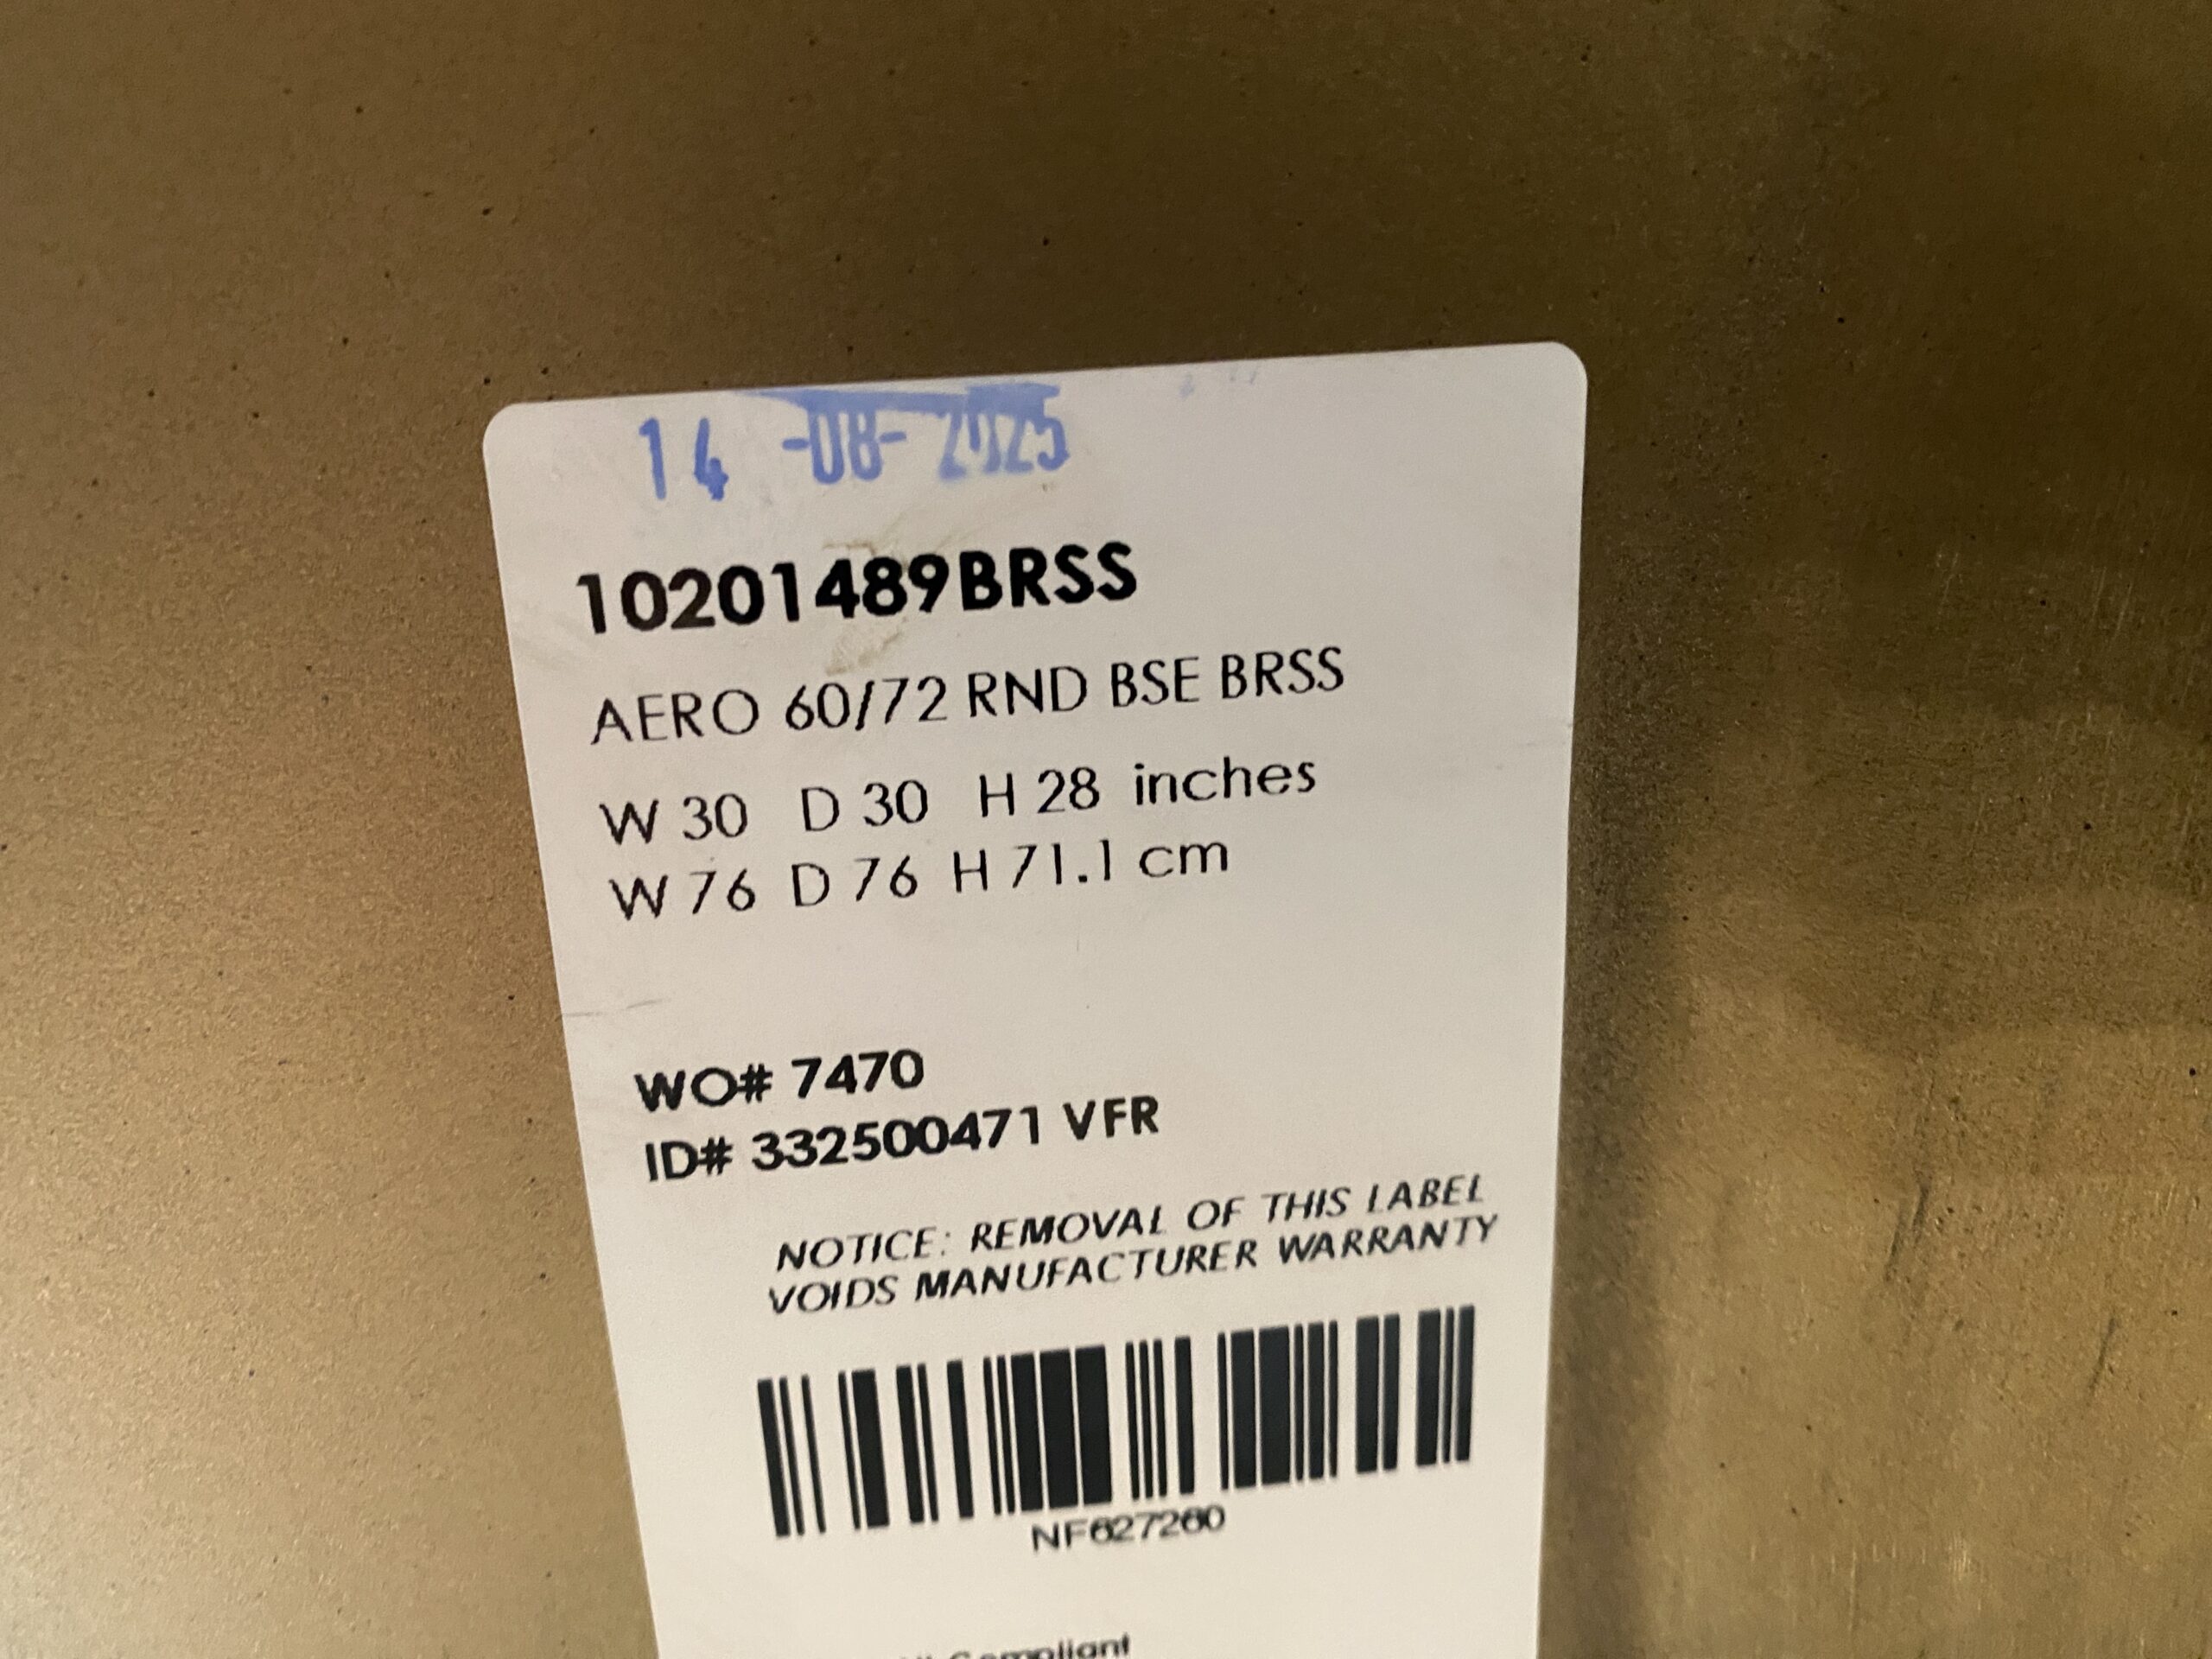 14 -08- 2025
10201489BRSS
AERO 60/72 RND BSE BRSS
W 30 D 30 H 28 inches
W 76 D 76 H 71.1 cm
WO# 7470
ID# 332500471 VFR
NOTICE: REMOVAL OF THIS LABEL
VOIDS MANUFACTURER WARRANTY
NF627260
Compliant